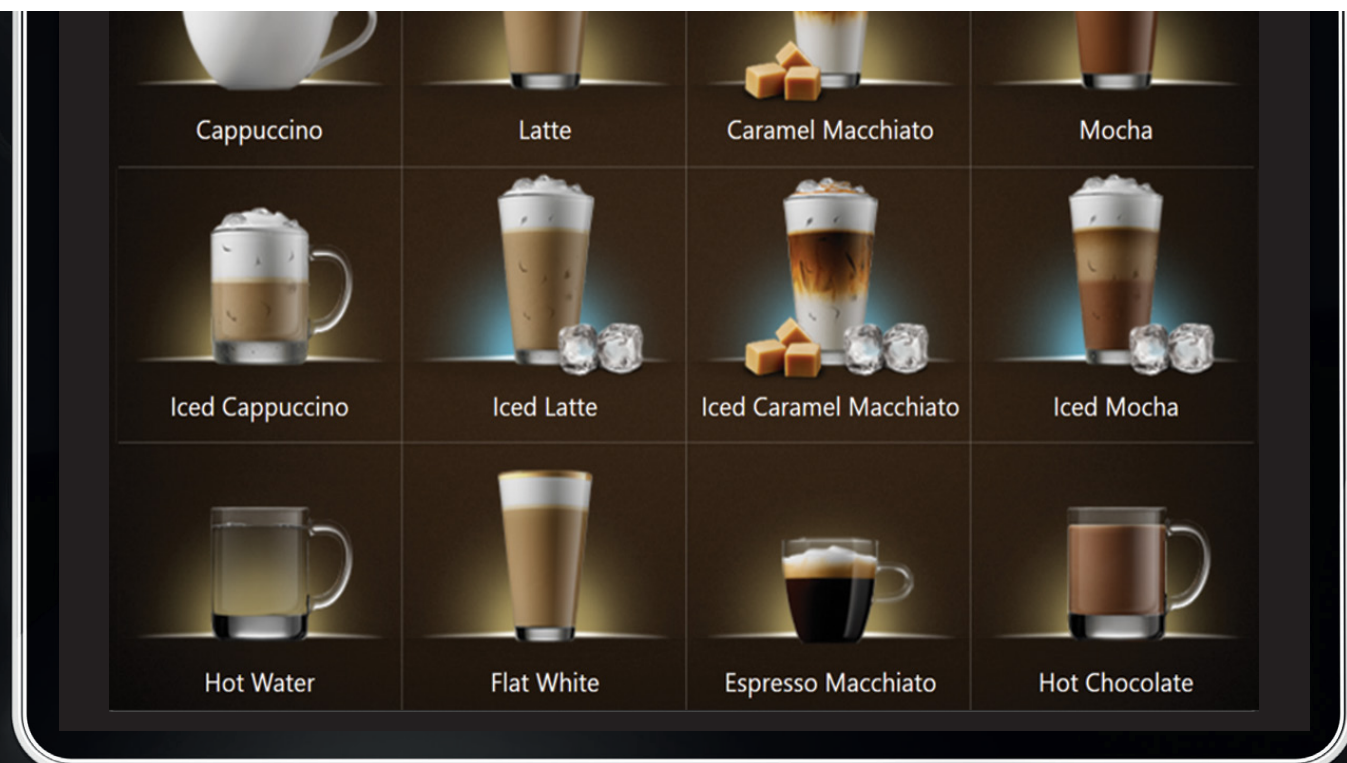 Cappuccino
Latte
Caramel Macchiato
Mocha
Iced Cappuccino
Iced Latte
Iced Caramel Macchiato
Iced Mocha
Hot Water
Flat White
Espresso Macchiato
Hot Chocolate